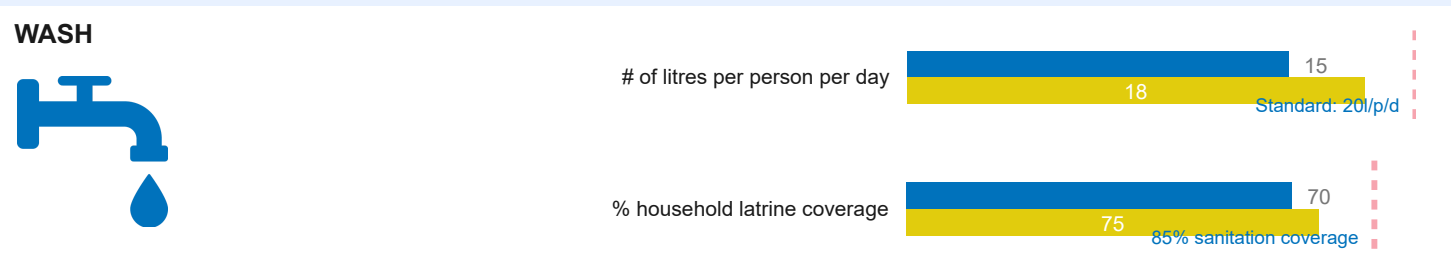 WASH
# of litres per person per day
15
18
Standard: 20l/p/d
% household latrine coverage
70
75
85% sanitation coverage